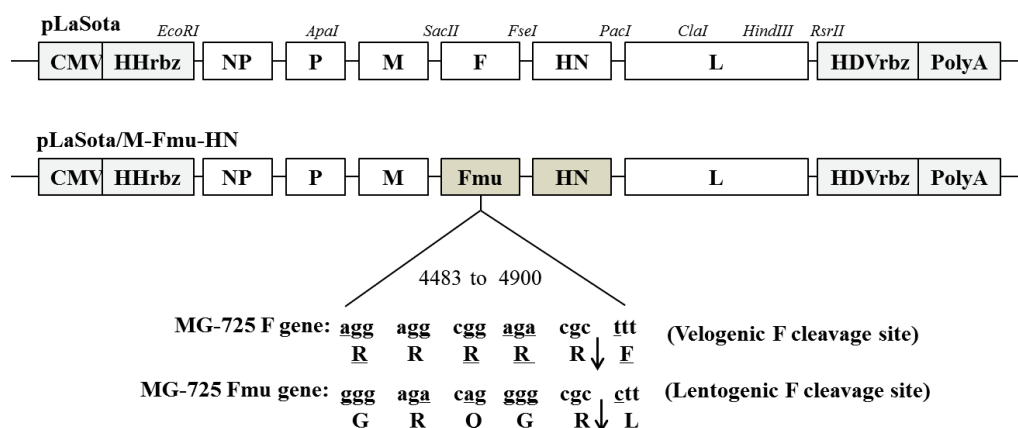 pLaSota
EcoRI ApaI SacII FseI PacI ClaI HindIII RsrII
CMV HHrbz NP P M F HN L HDVrbz PolyA
pLaSota/M-Fmu-HN
CMV HHrbz NP P M Fmu HN L HDVrbz PolyA
4483 to 4900
MG-725 F gene: agg agg cgg aga cgc ttt (Velogenic F cleavage site)
R R R R R F
MG-725 Fmu gene: ggg aga cag ggg cgc ctt (Lentogenic F cleavage site)
G R O G R L